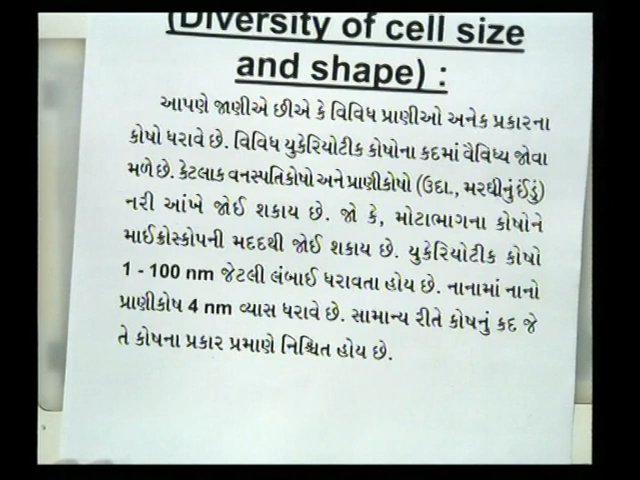 (Diversity of cell size
and shape) :
આપણે જાણીએ છીએ કે વિવિધ પ્રાણીઓ અનેક પ્રકારના
કોષો ધરાવે છે. વિવિધ યુકેરિયોટીક કોષોના કદમાં વૈવિધ્ય જોવા
મળે છે. કેટલાક વનસ્પતિકોષો અને પ્રાણીકોષો (ઉદા., મરઘીનું ઈંડું)
નરી આંખે જોઈ શકાય છે. જો કે, મોટાભાગના કોષોને
માઈક્રોસ્કોપની મદદથી જોઈ શકાય છે. યુકેરિયોટીક કોષો
1 - 100 nm જેટલી લંબાઈ ધરાવતા હોય છે. નાનામાં નાનો
પ્રાણીકોષ 4 nm વ્યાસ ધરાવે છે. સામાન્ય રીતે કોષનું કદ જે
તે કોષના પ્રકાર પ્રમાણે નિશ્ચિત હોય છે.